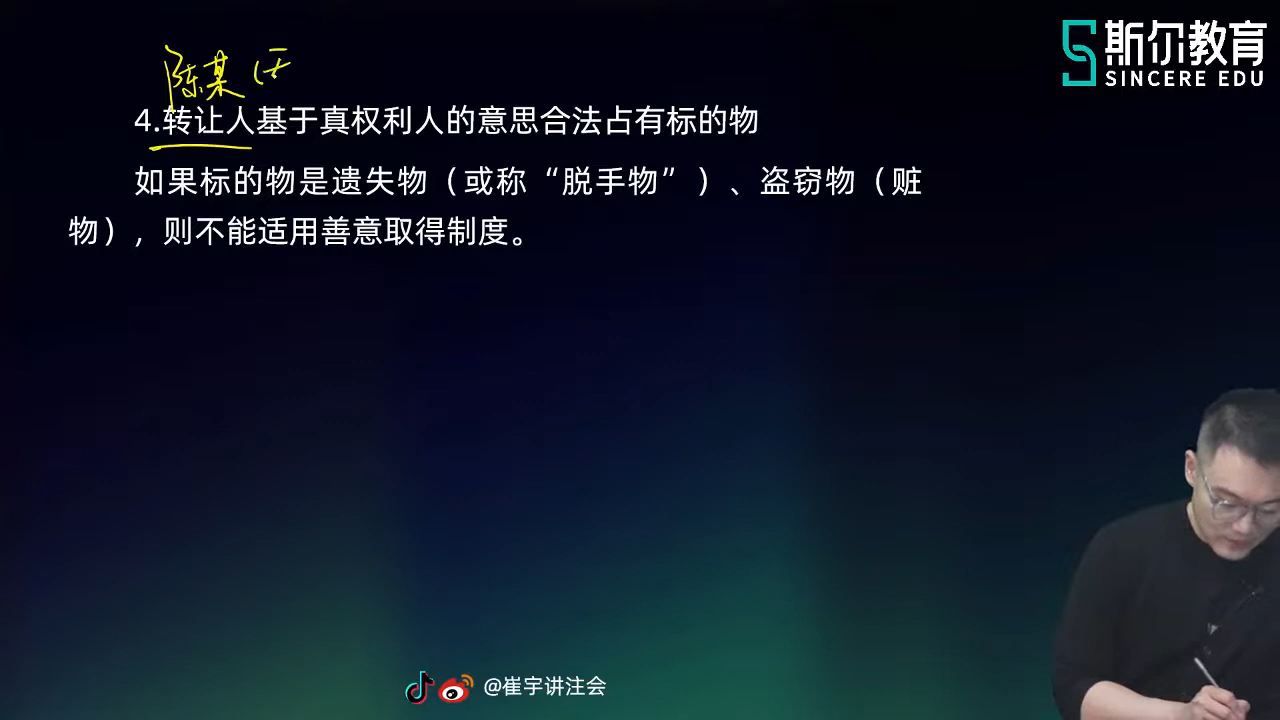 斯尔教育
SINCERE EDU
陈某
4.转让人基于真权利人的意思合法占有标的物
如果标的物是遗失物（或称“脱手物”）、盗窃物（赃
物），则不能适用善意取得制度。
@崔宇讲注会